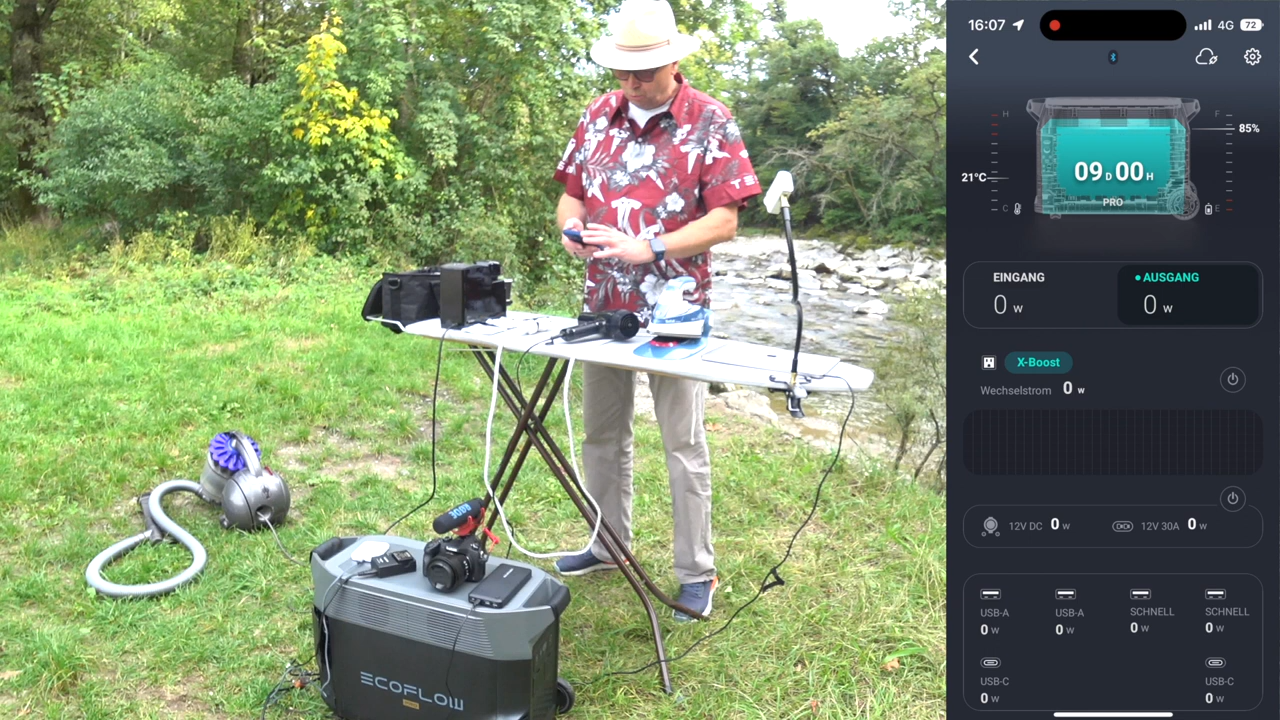 16:07
4G
72
H
F
85%
09 D 00 H
21°C
C
PRO
E
EINGANG
AUSGANG
0 w
0 w
X-Boost
Wechselstrom 0 w
12V DC 0 w
12V 30A 0 w
USB-A
USB-A
SCHNELL
SCHNELL
0 w
0 w
0 w
0 w
USB-C
USB-C
0 w
0 w
RODE
ECOFLOW